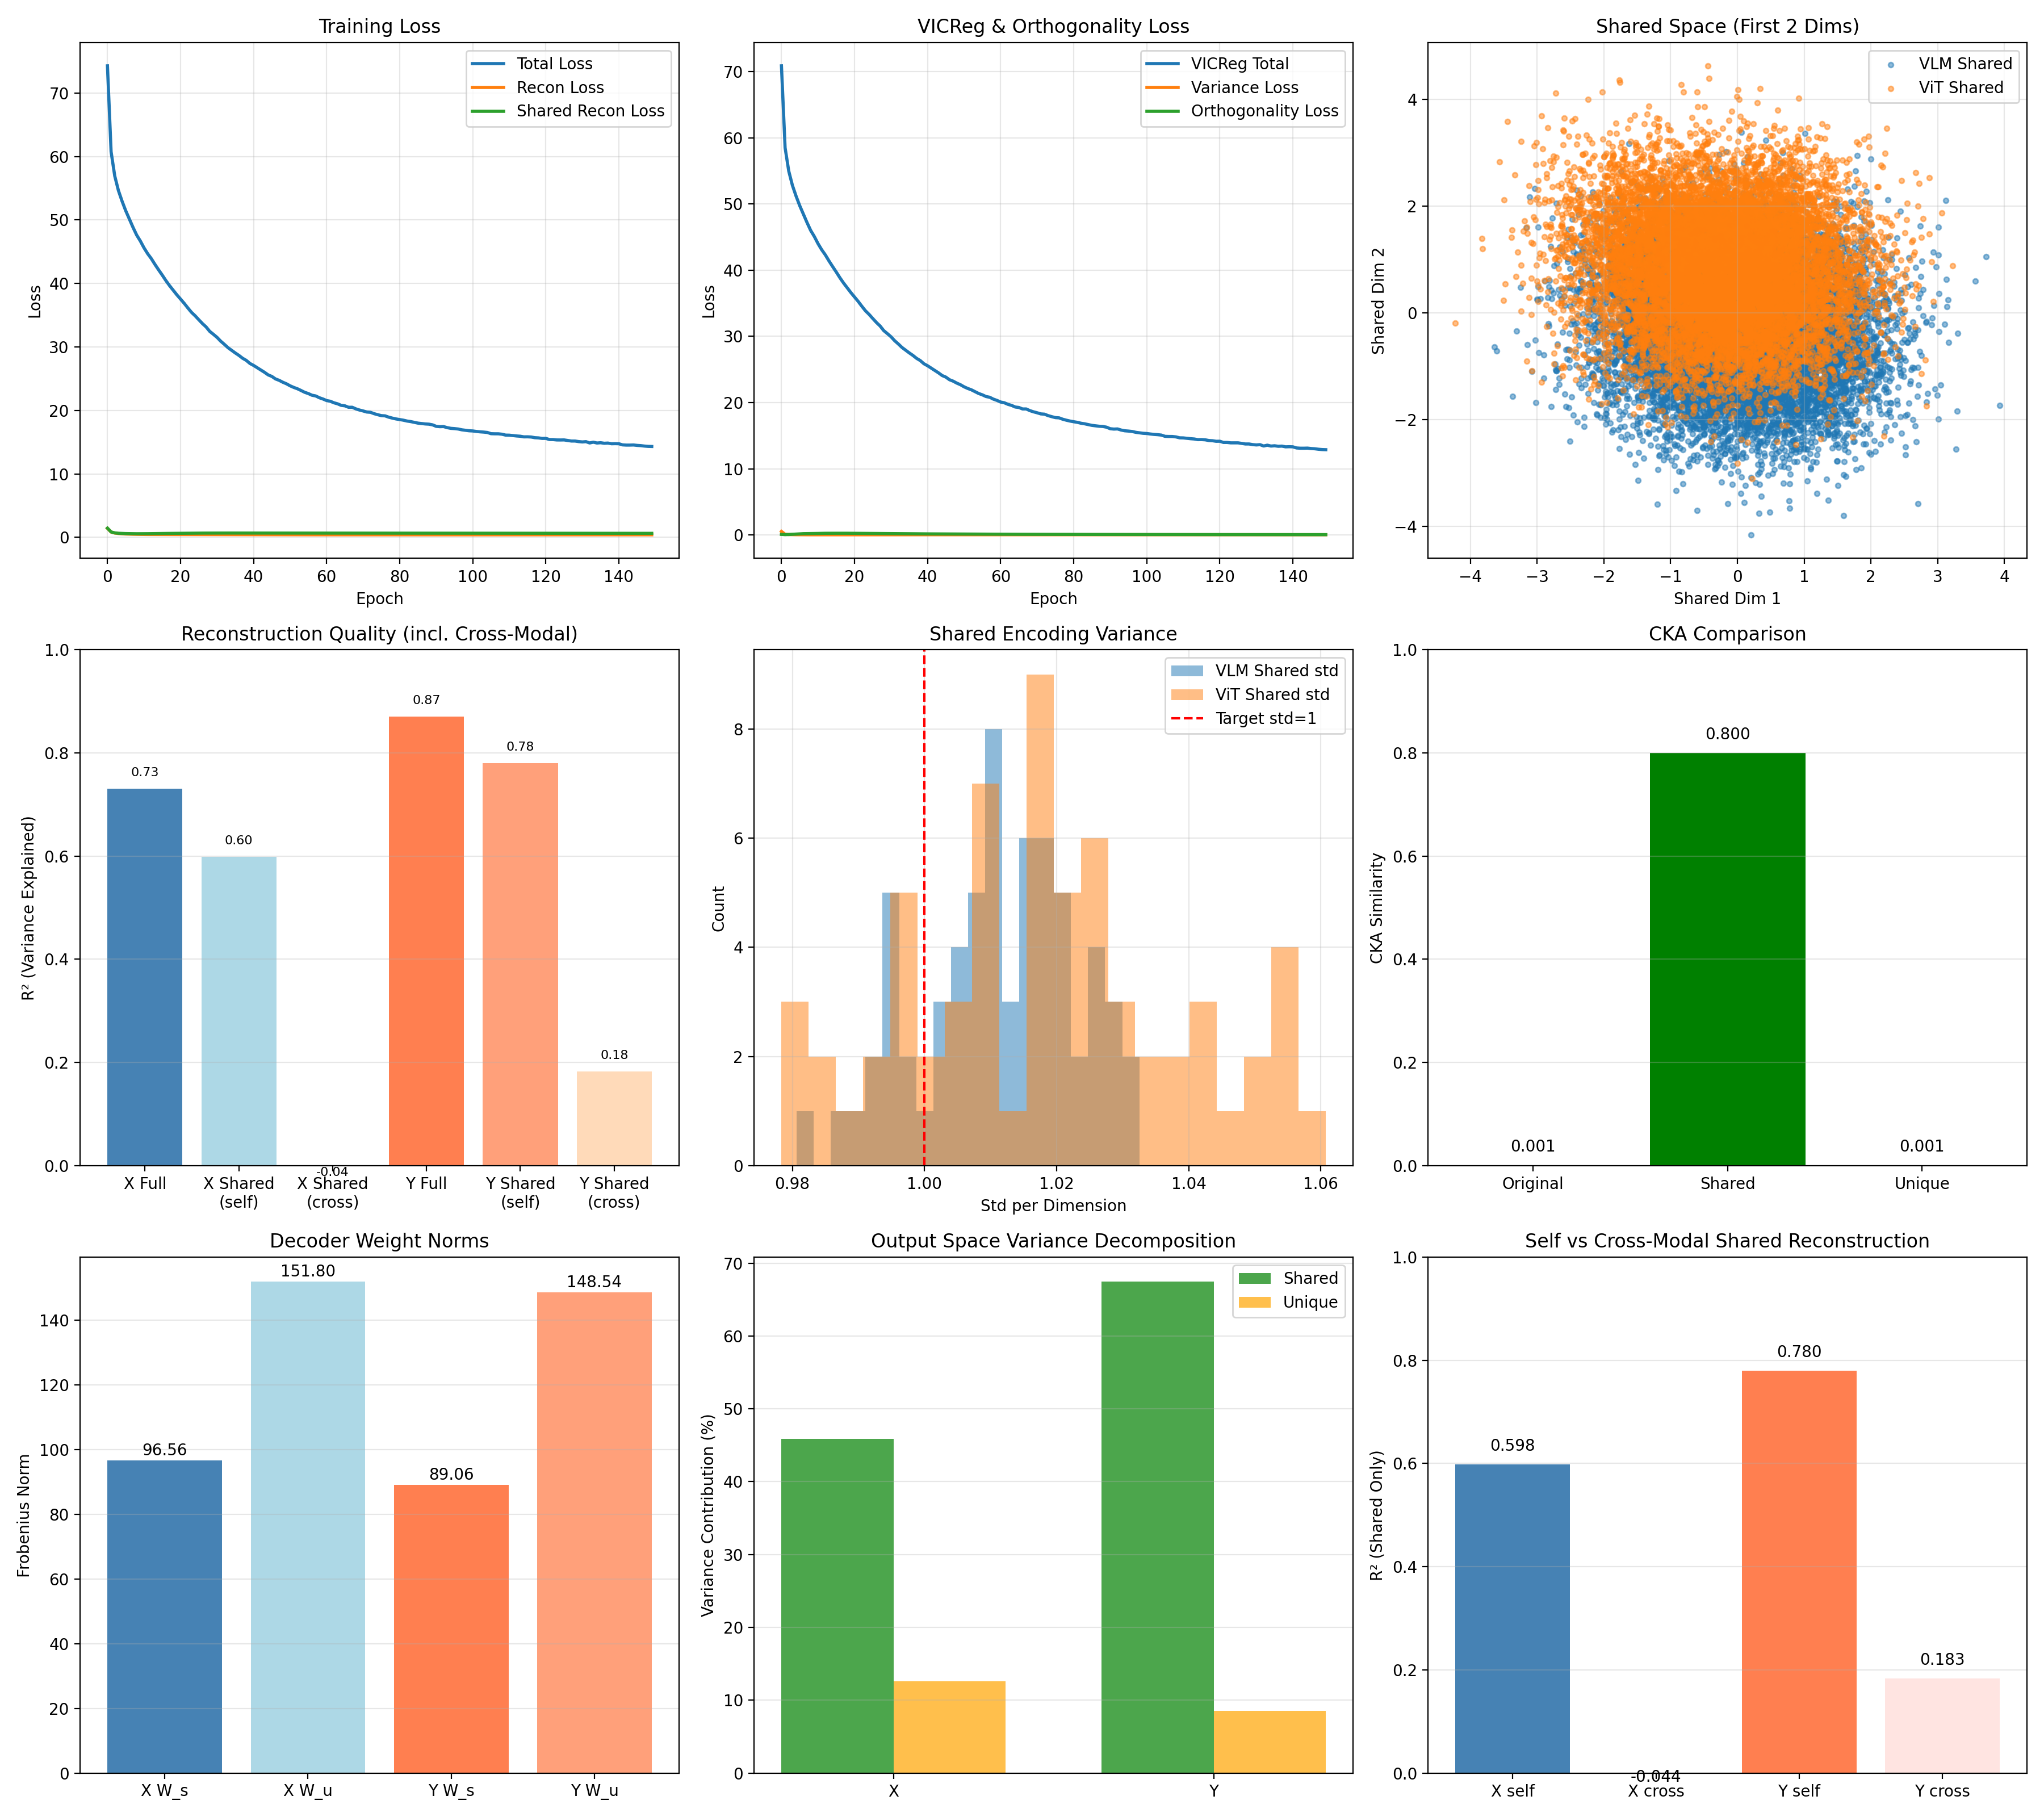 Training Loss
Loss
70
60
50
40
30
20
10
0
Total Loss
Recon Loss
Shared Recon Loss
0 20 40 60 80 100 120 140
Epoch
VICReg & Orthogonality Loss
Loss
70
60
50
40
30
20
10
0
VICReg Total
Variance Loss
Orthogonality Loss
0 20 40 60 80 100 120 140
Epoch
Shared Space (First 2 Dims)
Shared Dim 2
4
2
0
−2
−4
VLM Shared
ViT Shared
−4 −3 −2 −1 0 1 2 3 4
Shared Dim 1
Reconstruction Quality (incl. Cross-Modal)
R² (Variance Explained)
1.0
0.8
0.6
0.4
0.2
0.0
0.73
0.60
-0.04
0.87
0.78
0.18
X Full X Shared X Shared Y Full Y Shared Y Shared
(self) (cross) (self) (cross)
Shared Encoding Variance
Count
8
6
4
2
0
VLM Shared std
ViT Shared std
Target std=1
0.98 1.00 1.02 1.04 1.06
Std per Dimension
CKA Comparison
CKA Similarity
1.0
0.8
0.6
0.4
0.2
0.0
0.001
0.800
0.001
Original Shared Unique
Decoder Weight Norms
Frobenius Norm
140
120
100
80
60
40
20
0
96.56
151.80
89.06
148.54
X W_s X W_u Y W_s Y W_u
Output Space Variance Decomposition
Variance Contribution (%)
70
60
50
40
30
20
10
0
Shared
Unique
X Y
Self vs Cross-Modal Shared Reconstruction
R² (Shared Only)
1.0
0.8
0.6
0.4
0.2
0.0
0.598
-0.044
0.780
0.183
X self X cross Y self Y cross